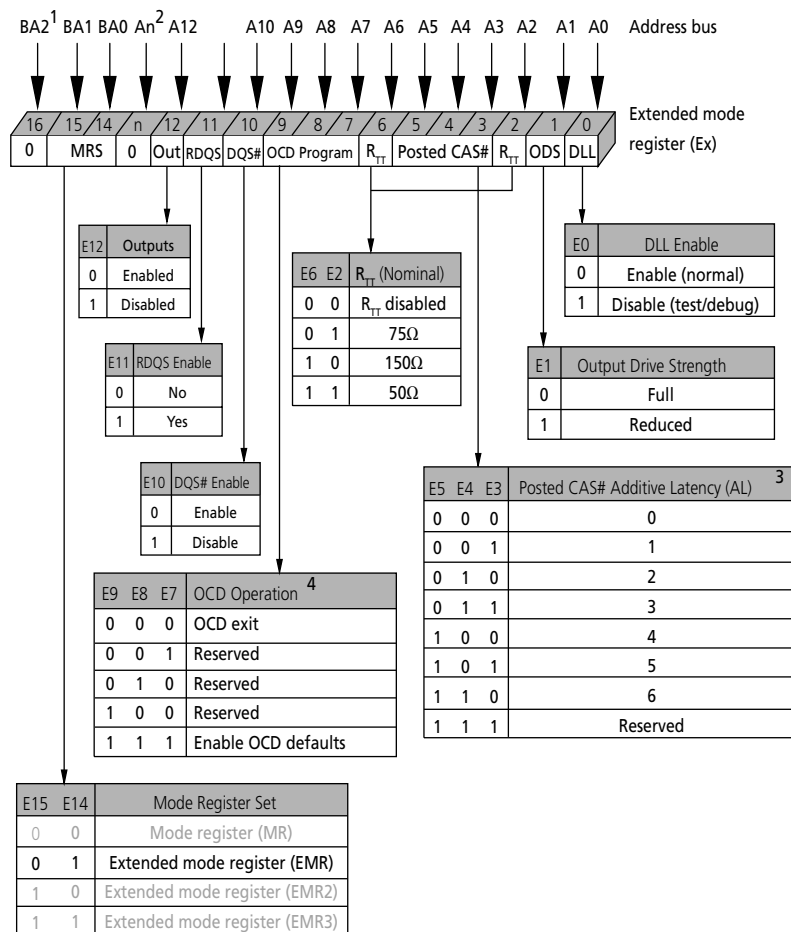 BA2¹ BA1 BA0 An² A12 A10 A9 A8 A7 A6 A5 A4 A3 A2 A1 A0 Address bus
16 15 14 n 12 11 10 9 8 7 6 5 4 3 2 1 0 Extended mode
register (Ex)
0 MRS 0 Out RDQS DQS# OCD Program RTT Posted CAS# RTT ODS DLL
E12 Outputs
0 Enabled
1 Disabled
E0 DLL Enable
0 Enable (normal)
1 Disable (test/debug)
E6 E2 RTT (Nominal)
0 0 RTT disabled
0 1 75Ω
1 0 150Ω
1 1 50Ω
E11 RDQS Enable
0 No
1 Yes
E1 Output Drive Strength
0 Full
1 Reduced
E10 DQS# Enable
0 Enable
1 Disable
E5 E4 E3 Posted CAS# Additive Latency (AL) 3
0 0 0 0
0 0 1 1
0 1 0 2
0 1 1 3
1 0 0 4
1 0 1 5
1 1 0 6
1 1 1 Reserved
E9 E8 E7 OCD Operation 4
0 0 0 OCD exit
0 0 1 Reserved
0 1 0 Reserved
1 0 0 Reserved
1 1 1 Enable OCD defaults
E15 E14 Mode Register Set
0 0 Mode register (MR)
0 1 Extended mode register (EMR)
1 0 Extended mode register (EMR2)
1 1 Extended mode register (EMR3)